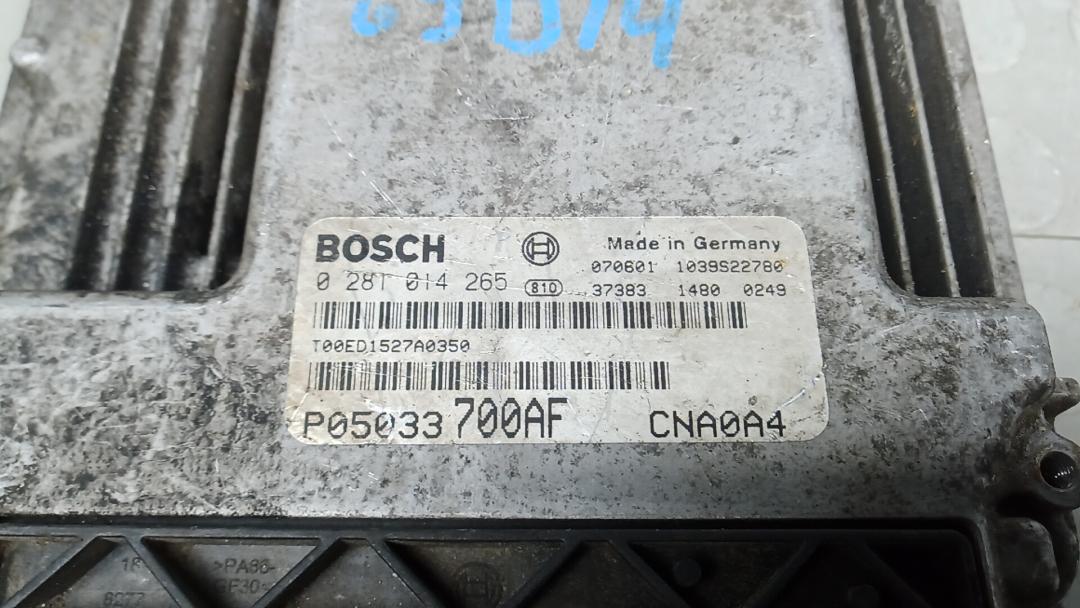 BOSCH
Made in Germany
0 281 014 265
810
070601 1039S22780
37383 1480 0249
T00ED1527A0350
P05033 700AF CNA0A4